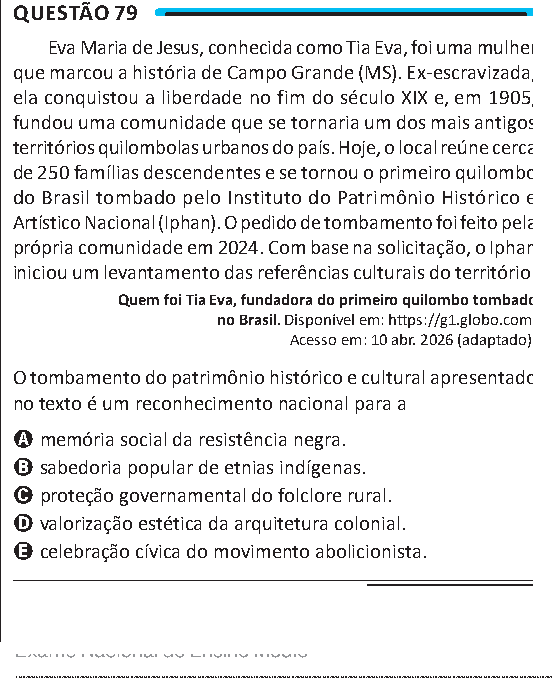 QUESTÃO 79
Eva Maria de Jesus, conhecida como Tia Eva, foi uma mulher
que marcou a história de Campo Grande (MS). Ex-escravizada,
ela conquistou a liberdade no fim do século XIX e, em 1905,
fundou uma comunidade que se tornaria um dos mais antigos
territórios quilombolas urbanos do país. Hoje, o local reúne cerca
de 250 famílias descendentes e se tornou o primeiro quilombo
do Brasil tombado pelo Instituto do Patrimônio Histórico e
Artístico Nacional (Iphan). O pedido de tombamento foi feito pela
própria comunidade em 2024. Com base na solicitação, o Iphan
iniciou um levantamento das referências culturais do território
Quem foi Tia Eva, fundadora do primeiro quilombo tombado
no Brasil. Disponível em: https://g1.globo.com
Acesso em: 10 abr. 2026 (adaptado)
O tombamento do patrimônio histórico e cultural apresentado
no texto é um reconhecimento nacional para a
A memória social da resistência negra.
B sabedoria popular de etnias indígenas.
C proteção governamental do folclore rural.
D valorização estética da arquitetura colonial.
E celebração cívica do movimento abolicionista.
Exame Nacional do Ensino Médio